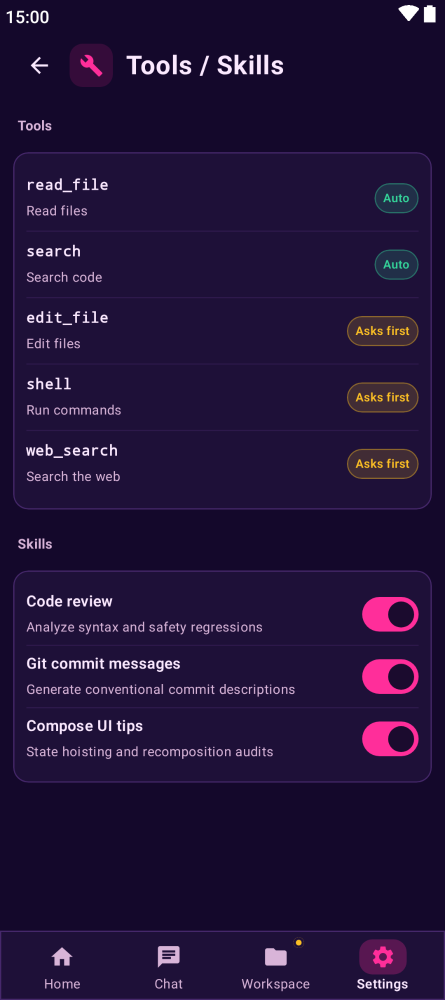 15:00
Tools / Skills
Tools
read_file
Auto
Read files
search
Auto
Search code
edit_file
Asks first
Edit files
shell
Asks first
Run commands
web_search
Asks first
Search the web
Skills
Code review
Analyze syntax and safety regressions
Git commit messages
Generate conventional commit descriptions
Compose UI tips
State hoisting and recomposition audits
Home
Chat
Workspace
Settings